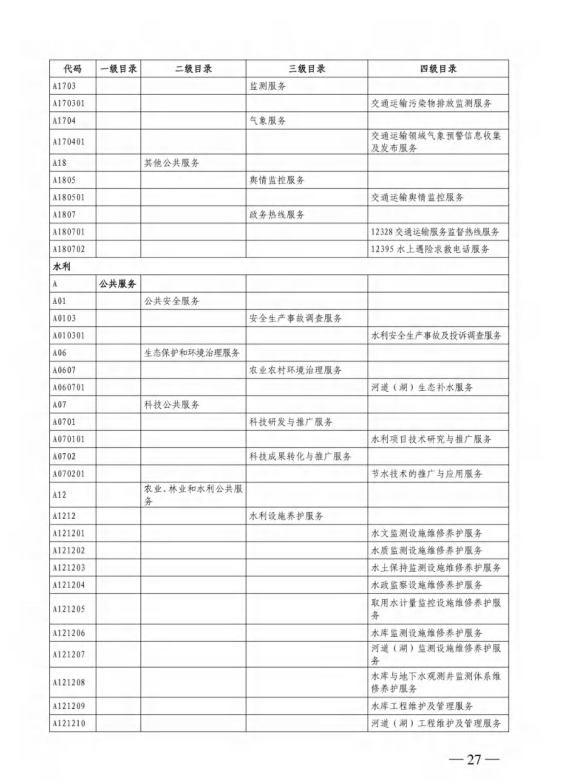 代码 一级目录 二级目录 三级目录 四级目录
A1703 监测服务
A170301 交通运输污染物排放监测服务
A1704 气象服务
A170401 交通运输领域气象预警信息收集
及发布服务
A18 其他公共服务
A1805 舆情监控服务
A180501 交通运输舆情监控服务
A1807 政务热线服务
A180701 12328 交通运输服务监督热线服务
A180702 12395 水上遇险求救电话服务
水利
A 公共服务
A01 公共安全服务
A0103 安全生产事故调查服务
A010301 水利安全生产事故及投诉调查服务
A06 生态保护和环境治理服务
A0607 农业农村环境治理服务
A060701 河道（湖）生态补水服务
A07 科技公共服务
A0701 科技研发与推广服务
A070101 水利项目技术研究与推广服务
A0702 科技成果转化与推广服务
A070201 节水技术的推广与应用服务
A12 农业、林业和水利公共服
务
A1212 水利设施养护服务
A121201 水文监测设施维修养护服务
A121202 水质监测设施维修养护服务
A121203 水土保持监测设施维修养护服务
A121204 水政监察设施维修养护服务
A121205 取用水计量监控设施维修养护服
务
A121206 水库监测设施维修养护服务
A121207 河道（湖）监测设施维修养护服
务
A121208 水库与地下水观测井监测体系维
修养护服务
A121209 水库工程维护及管理服务
A121210 河道（湖）工程维护及管理服务
— 27 —